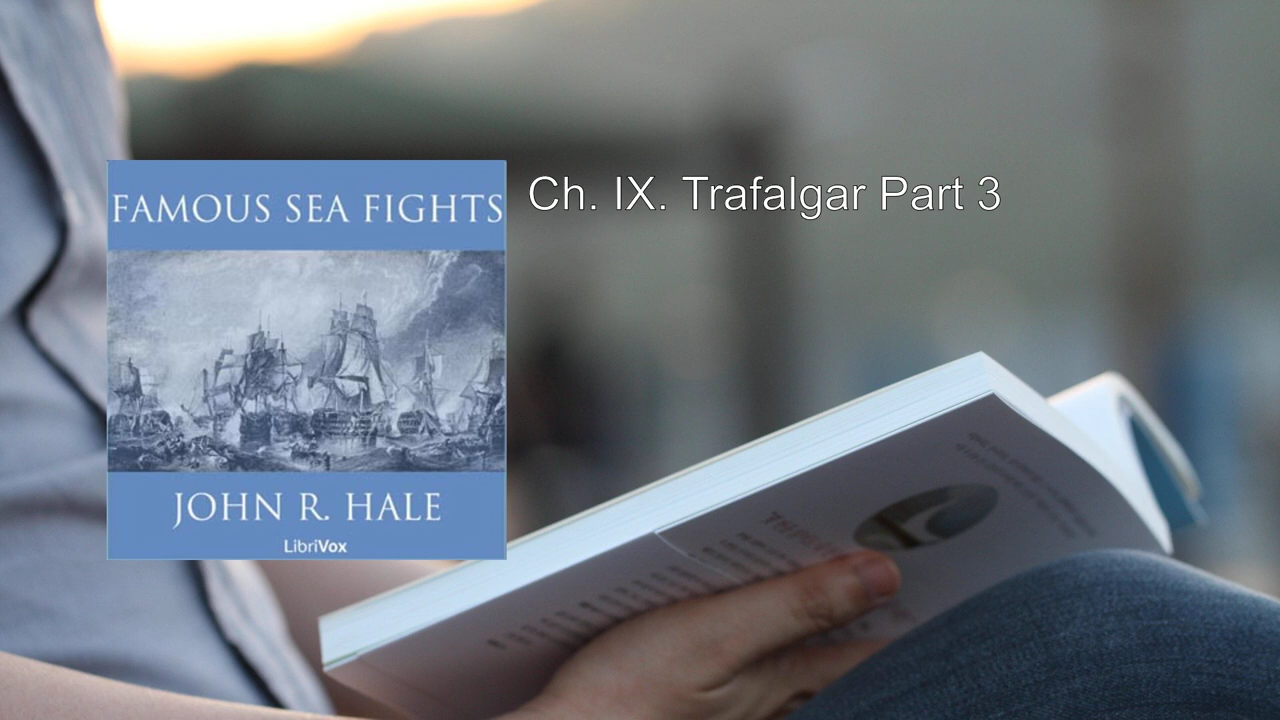 FAMOUS SEA FIGHTS
Ch. IX. Trafalgar Part 3
JOHN R. HALE
LibriVox